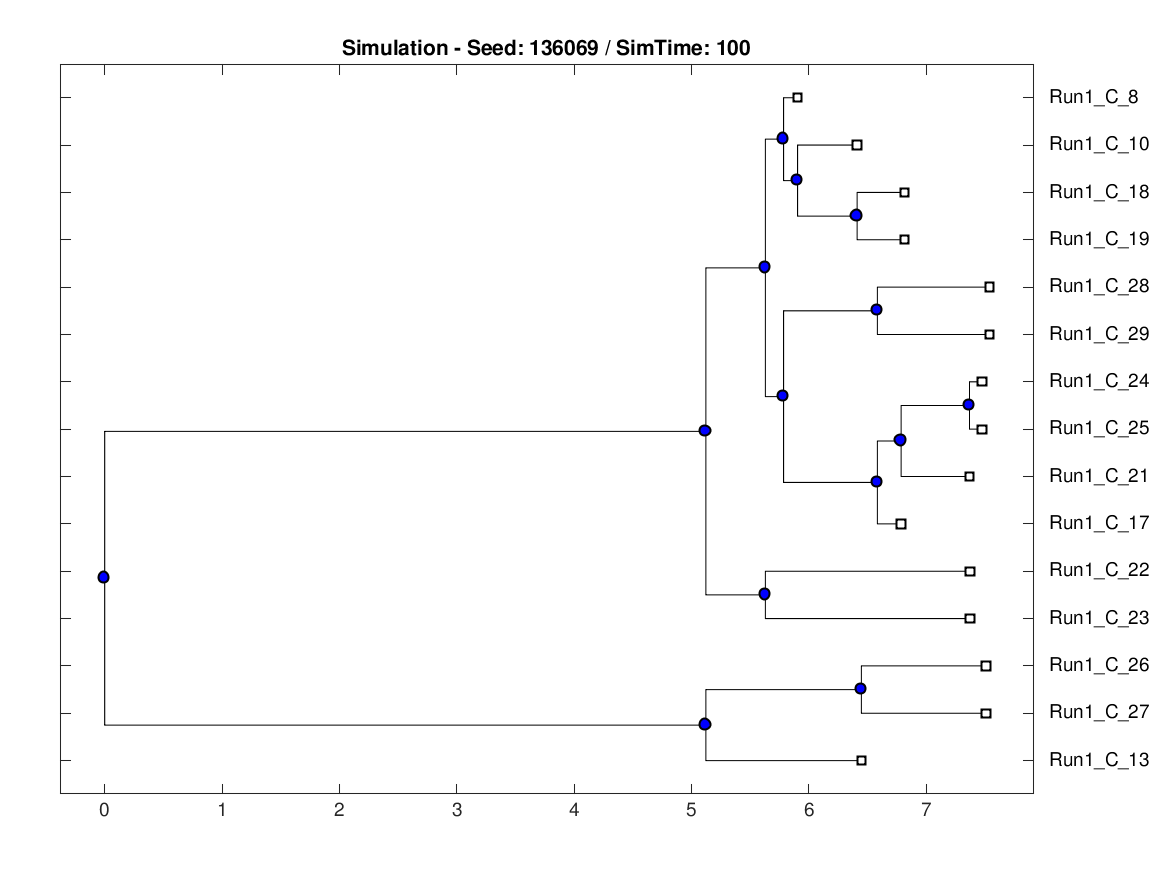 Simulation - Seed: 136069 / SimTime: 100
Run1_C_8
Run1_C_10
Run1_C_18
Run1_C_19
Run1_C_28
Run1_C_29
Run1_C_24
Run1_C_25
Run1_C_21
Run1_C_17
Run1_C_22
Run1_C_23
Run1_C_26
Run1_C_27
Run1_C_13
0 1 2 3 4 5 6 7